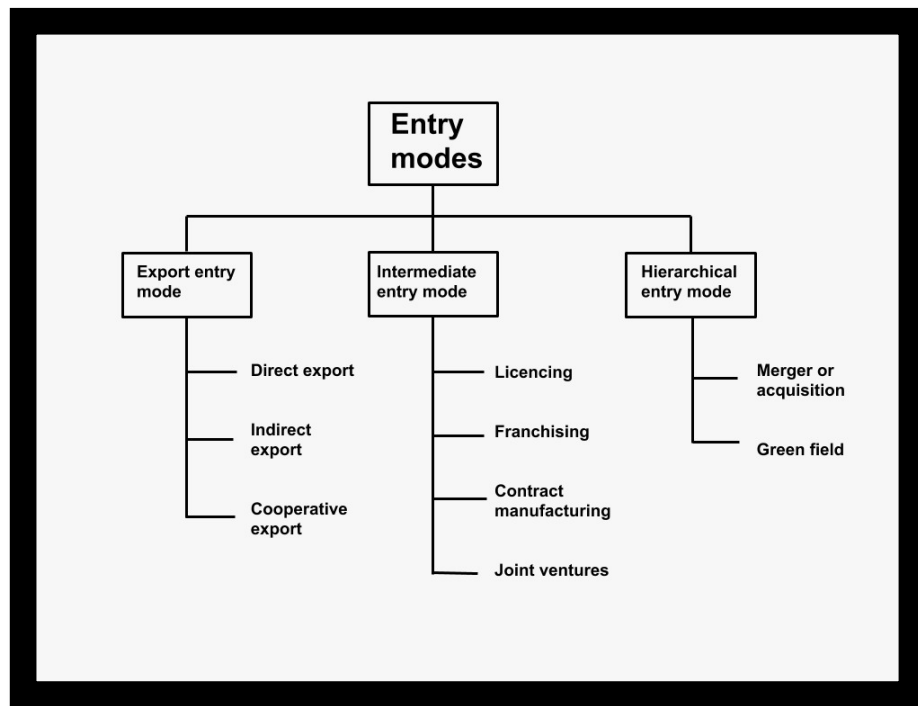 Entry
modes
Export entry
mode
Intermediate
entry mode
Hierarchical
entry mode
Direct export
Indirect
export
Cooperative
export
Licencing
Franchising
Contract
manufacturing
Joint ventures
Merger or
acquisition
Green field